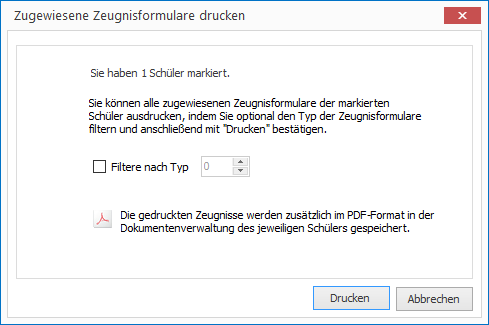 Zugewiesene Zeugnisformulare drucken
Sie haben 1 Schüler markiert.
Sie können alle zugewiesenen Zeugnisformulare der markierten
Schüler ausdrucken, indem Sie optional den Typ der Zeugnisformulare
filtern und anschließend mit "Drucken" bestätigen.
Filtere nach Typ 0
Die gedruckten Zeugnisse werden zusätzlich im PDF-Format in der
Dokumentenverwaltung des jeweiligen Schülers gespeichert.
Drucken Abbrechen